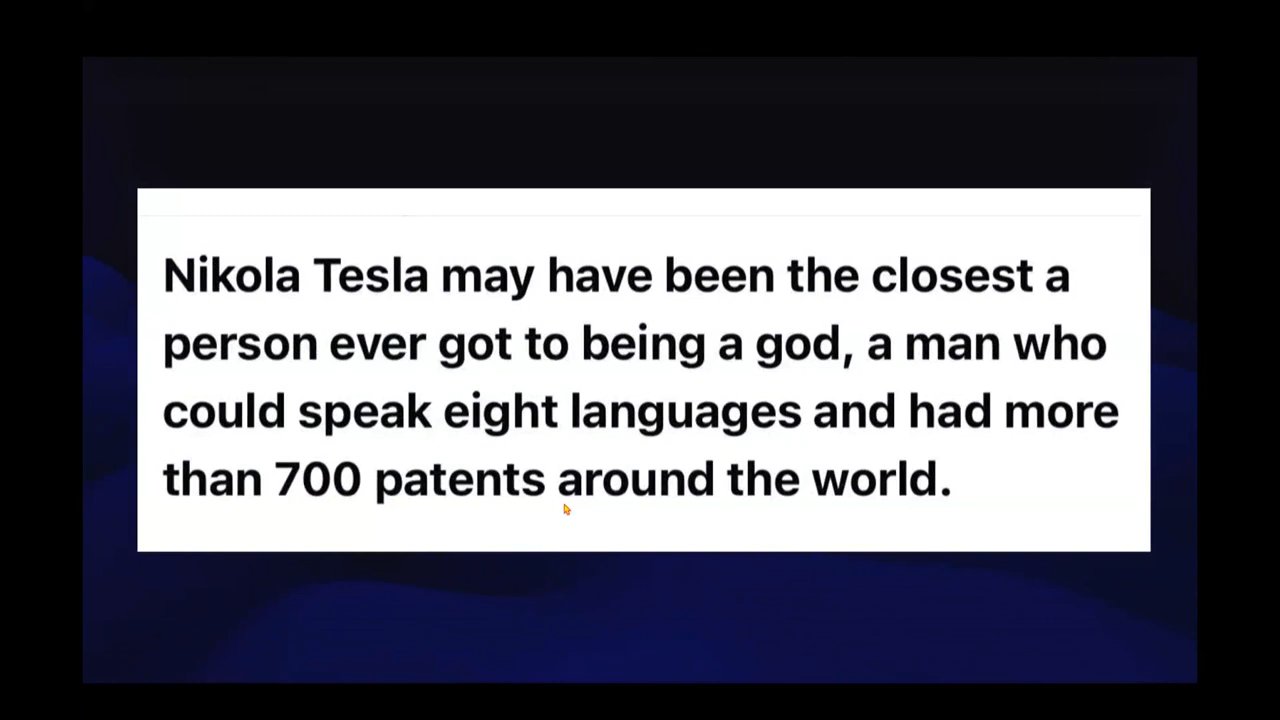 Nikola Tesla may have been the closest a
person ever got to being a god, a man who
could speak eight languages and had more
than 700 patents around the world.